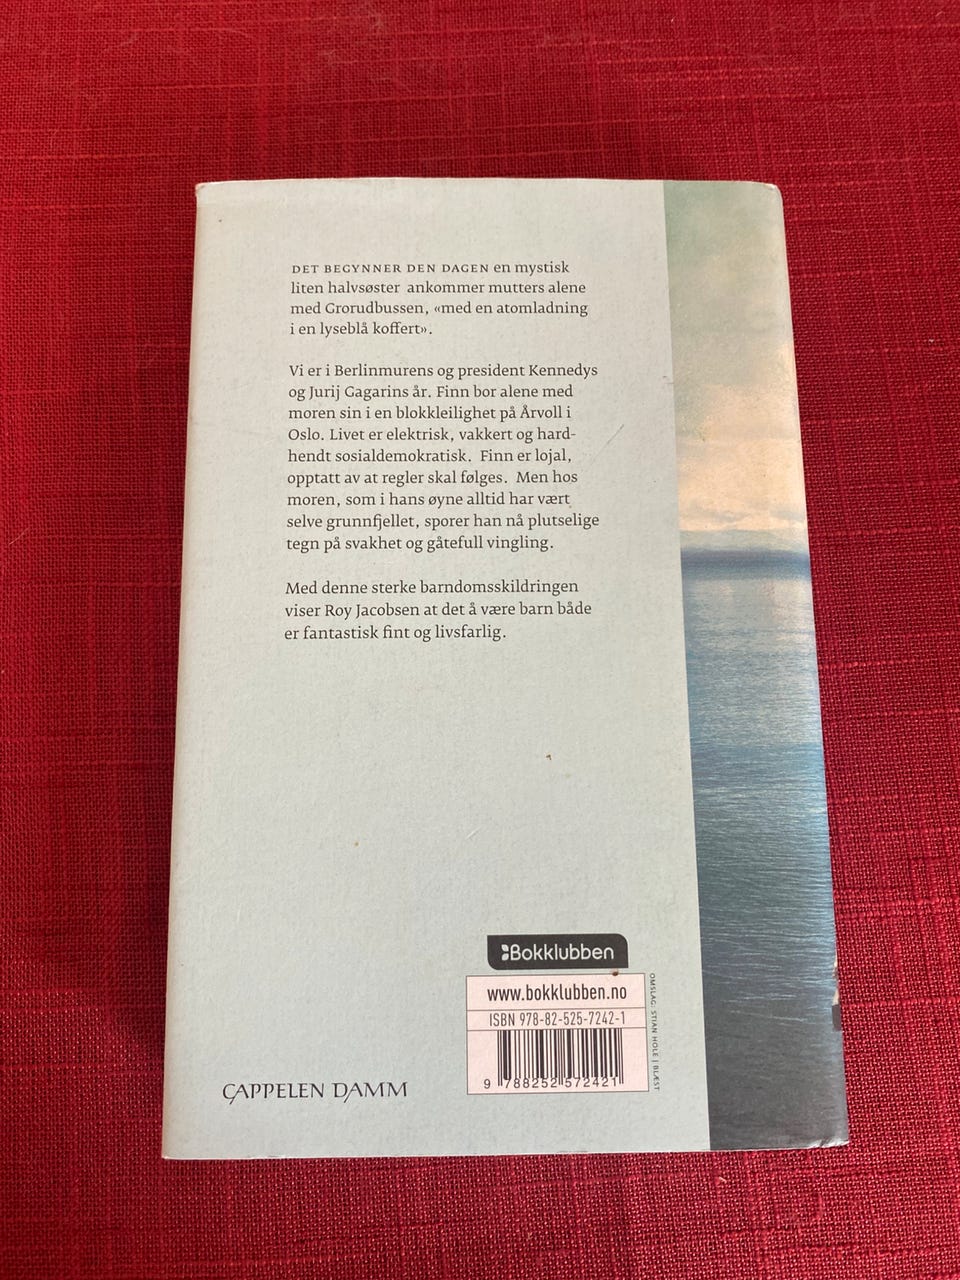 DET BEGYNNER DEN DAGEN en mystisk
liten halvsøster ankommer mutters alene
med Grorudbussen, «med en atomladning
i en lyseblå koffert».
Vi er i Berlinmurens og president Kennedys
og Jurij Gagarins år. Finn bor alene med
moren sin i en blokkleilighet på Årvoll i
Oslo. Livet er elektrisk, vakkert og hard-
hendt sosialdemokratisk. Finn er lojal,
opptatt av at regler skal følges. Men hos
moren, som i hans øyne alltid har vært
selve grunnfjellet, sporer han nå plutselige
tegn på svakhet og gåtefull vingling.
Med denne sterke barndomsskildringen
viser Roy Jacobsen at det å være barn både
er fantastisk fint og livsfarlig.
Bokklubben
www.bokklubben.no
ISBN 978-82-525-7242-1
9 788252 572421
OMSLAG: STIAN HOLE | BLÆST
CAPPELEN DAMM